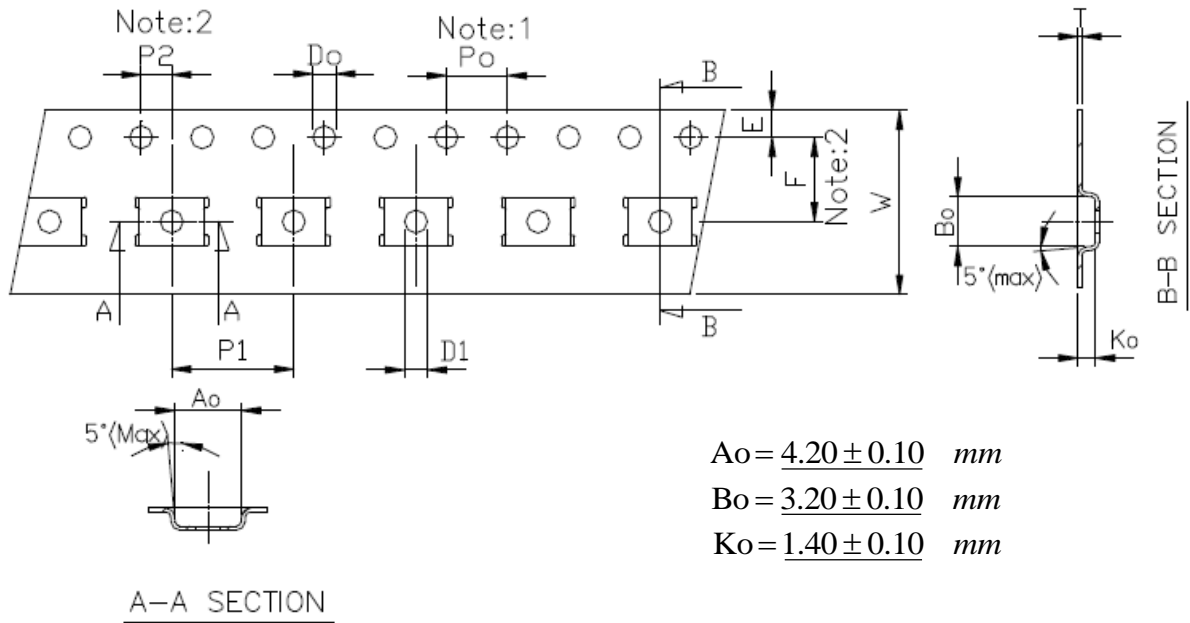 Note:2
P2
Do
Note:1
Po
B
T
E
F
Note:2
W
Bo
5°(max)
B-B SECTION
A
A
B
Ko
P1
D1
Ao
5°(Max)
Ao = 4.20 ± 0.10 mm
Bo = 3.20 ± 0.10 mm
Ko = 1.40 ± 0.10 mm
A-A SECTION